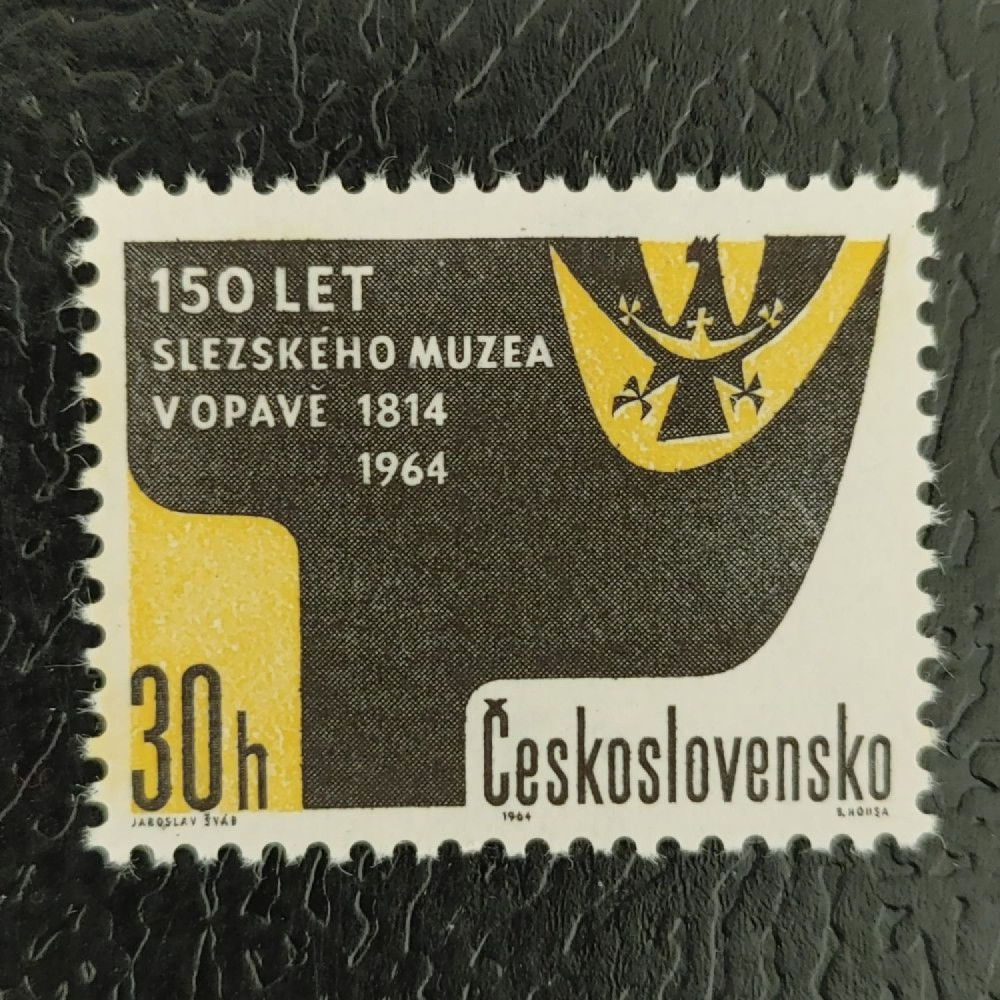 150 LET
SLEZSKÉHO MUZEA
V OPAVĚ 1814
1964
30h
Československo
JAROSLAV ŠVÁB
1964
B. HOUSA